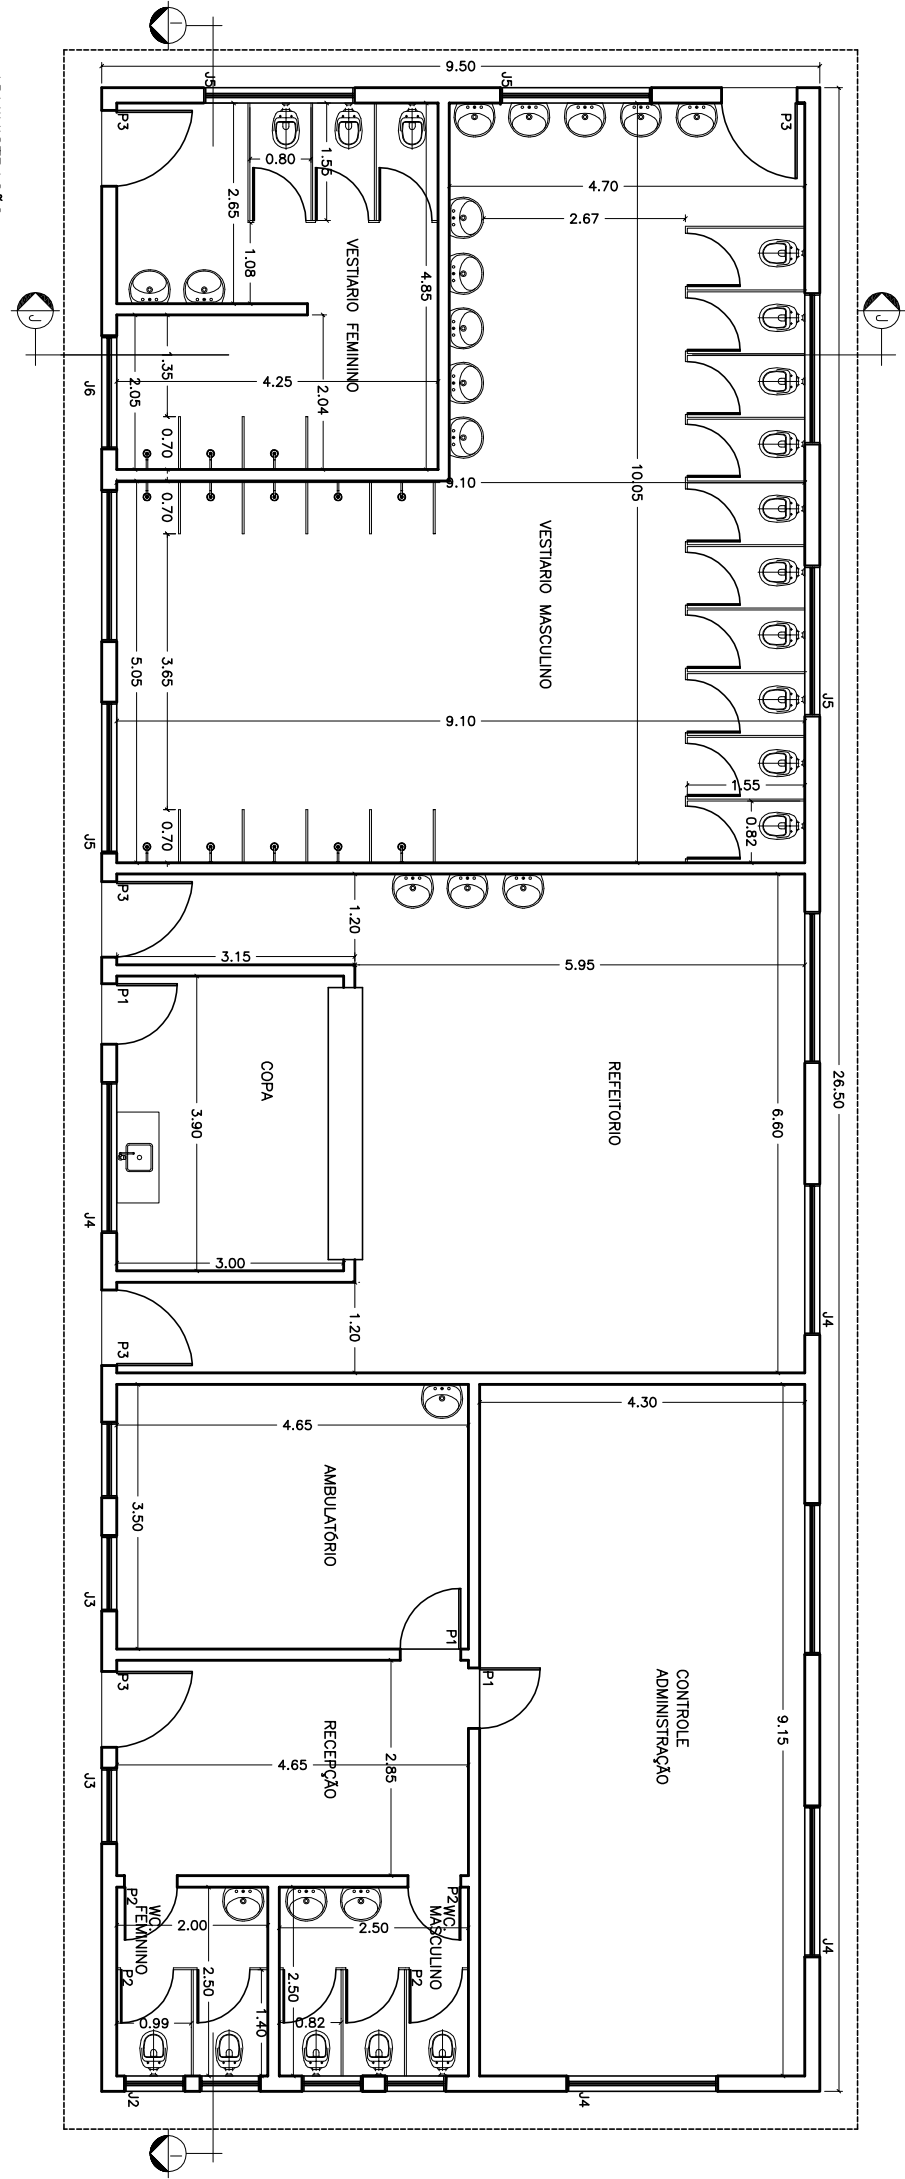 9.50
J5
J5
P3
P3
0.80
1.55
4.70
2.65
2.67
1.08
VESTIARIO FEMININO
4.85
J
J
1.35
2.05
4.25
2.04
J6
0.70
0.70
9.10
10.05
VESTIARIO MASCULINO
5.05
3.65
J5
9.10
1.55
0.82
0.70
J5
P3
1.20
3.15
5.95
P1
COPA
REFEITORIO
26.50
3.90
6.60
J4
3.00
1.20
P3
J4
4.30
4.65
AMBULATÓRIO
3.50
J3
P1
P3
P1
CONTROLE
ADMINISTRAÇÃO
RECEPÇÃO
9.15
4.65
2.85
J3
P2
WC.
FEMININO
2.00
P2
WC.
MASCULINO
2.50
J4
P2
2.50
2.50
P2
0.99
1.40
0.82
J2
J4
I
I